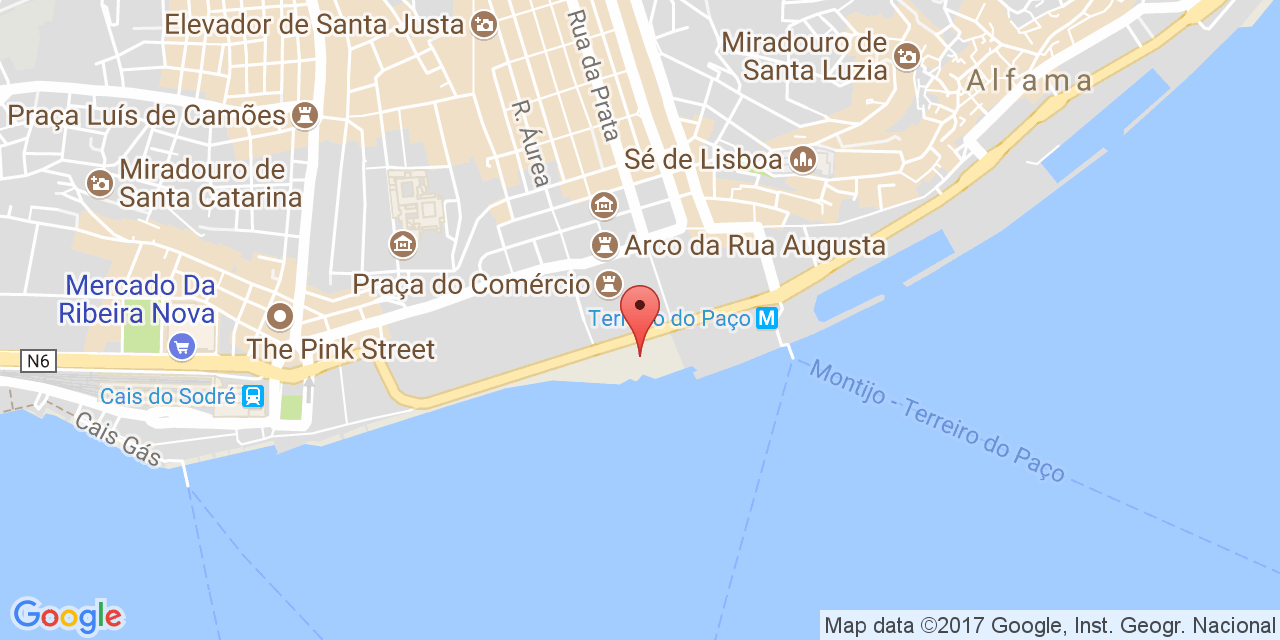 Elevador de Santa Justa
Rua da Prata
Miradouro de
Santa Luzia
Alfama
Praça Luís de Camões
R. Áurea
Sé de Lisboa
Miradouro de
Santa Catarina
Arco da Rua Augusta
Praça do Comércio
Mercado Da
Ribeira Nova
Terreiro do Paço M
The Pink Street
N6
Cais do Sodré
Montijo - Terreiro do Paço
Cais Gás
Google
Map data ©2017 Google, Inst. Geogr. Nacional